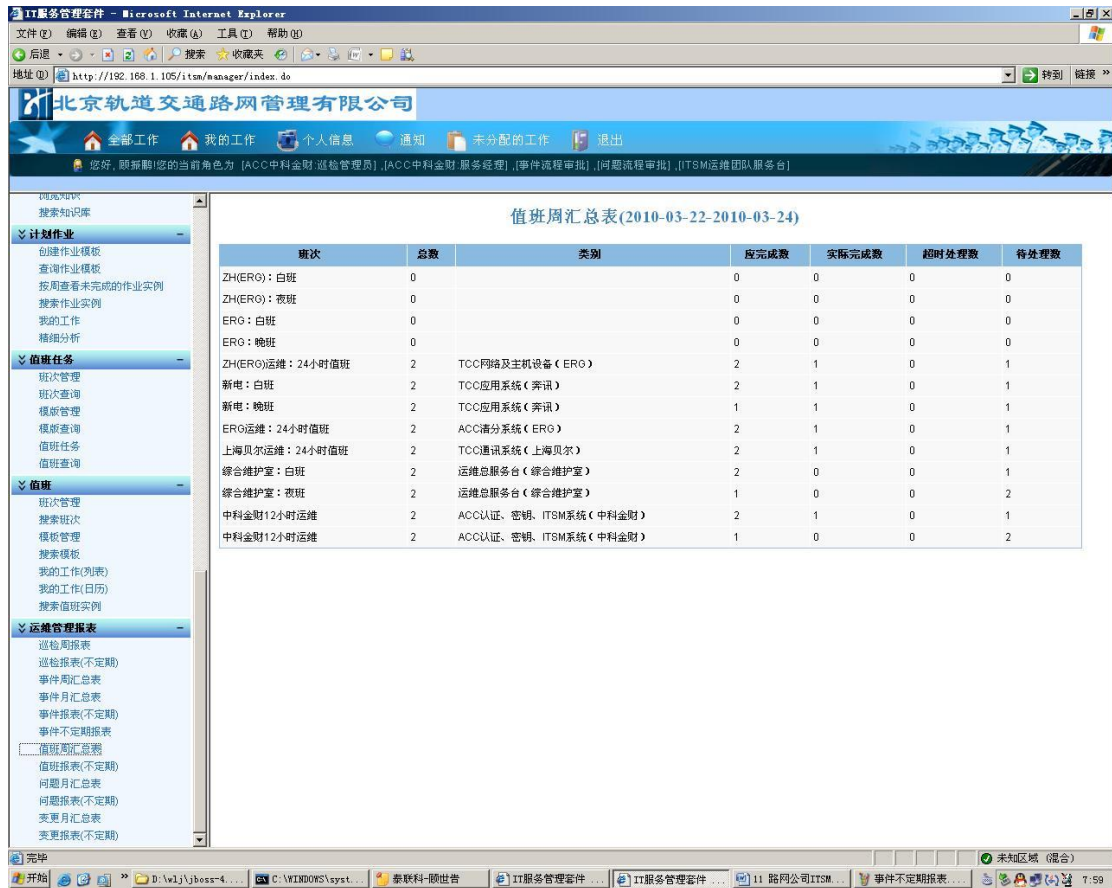 IT服务管理套件 - Microsoft Internet Explorer
文件(F) 编辑(E) 查看(V) 收藏(A) 工具(T) 帮助(H)
后退 搜索 收藏夹
地址(D) http://192.168.1.105/itsm/manager/index.do 转到 链接 »
北京轨道交通路网管理有限公司
全部工作 我的工作 个人信息 通知 未分配的工作 退出
您好,顾振鹏!您的当前角色为 [ACC中科金财:巡检管理员] ,[ACC中科金财:服务经理] ,[事件流程审批] ,[问题流程审批] ,[ITSM运维团队服务台]
浏览知识
搜索知识库
计划作业
创建作业模板
查询作业模板
按周查看未完成的作业实例
搜索作业实例
我的工作
精细分析
值班任务
班次管理
班次查询
模版管理
模版查询
值班任务
值班查询
值班
班次管理
搜索班次
模板管理
搜索模板
我的工作(列表)
我的工作(日历)
搜索值班实例
运维管理报表
巡检周报表
巡检报表(不定期)
事件周汇总表
事件月汇总表
事件报表(不定期)
事件不定期报表
值班周汇总表
值班报表(不定期)
问题月汇总表
问题报表(不定期)
变更月汇总表
变更报表(不定期)
值班周汇总表(2010-03-22-2010-03-24)
班次 总数 类别 应完成数 实际完成数 超时处理数 待处理数
ZH(ERG):白班 0 0 0 0 0
ZH(ERG):夜班 0 0 0 0 0
ERG:白班 0 0 0 0 0
ERG:晚班 0 0 0 0 0
ZH(ERG)运维:24小时值班 2 TCC网络及主机设备(ERG) 2 1 0 1
新电:白班 2 TCC应用系统(奔讯) 2 1 0 1
新电:晚班 2 TCC应用系统(奔讯) 1 1 0 1
ERG运维:24小时值班 2 ACC清分系统(ERG) 2 1 0 1
上海贝尔运维:24小时值班 2 TCC通讯系统(上海贝尔) 2 1 0 1
综合维护室:白班 2 运维总服务台(综合维护室) 2 0 0 1
综合维护室:夜班 2 运维总服务台(综合维护室) 1 0 0 2
中科金财12小时运维 2 ACC认证、密钥、ITSM系统(中科金财) 2 1 0 1
中科金财12小时运维 2 ACC认证、密钥、ITSM系统(中科金财) 1 0 0 2
完毕 未知区域 (混合)
开始 » D:\wlj\jboss-4.... C:\WINDOWS\syst... 泰联科-顾世昔 IT服务管理套件 ... IT服务管理套件 ... 11 路网公司ITSM... 事件不定期报表... 7:59